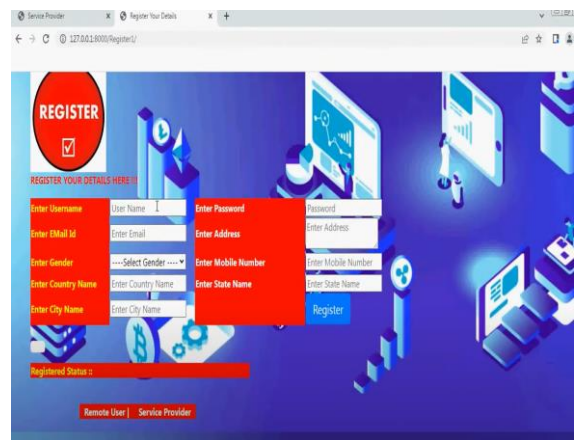 Service Provider
Register Your Details
127.0.0.1:8000/Register1/
REGISTER
REGISTER YOUR DETAILS HERE !!!
Enter Username User Name Enter Password Password
Enter EMail Id Enter Email Enter Address Enter Address
Enter Gender ----Select Gender ---- Enter Mobile Number Enter Mobile Number
Enter Country Name Enter Country Name Enter State Name Enter State Name
Enter City Name Enter City Name Register
Registered Status ::
Remote User | Service Provider